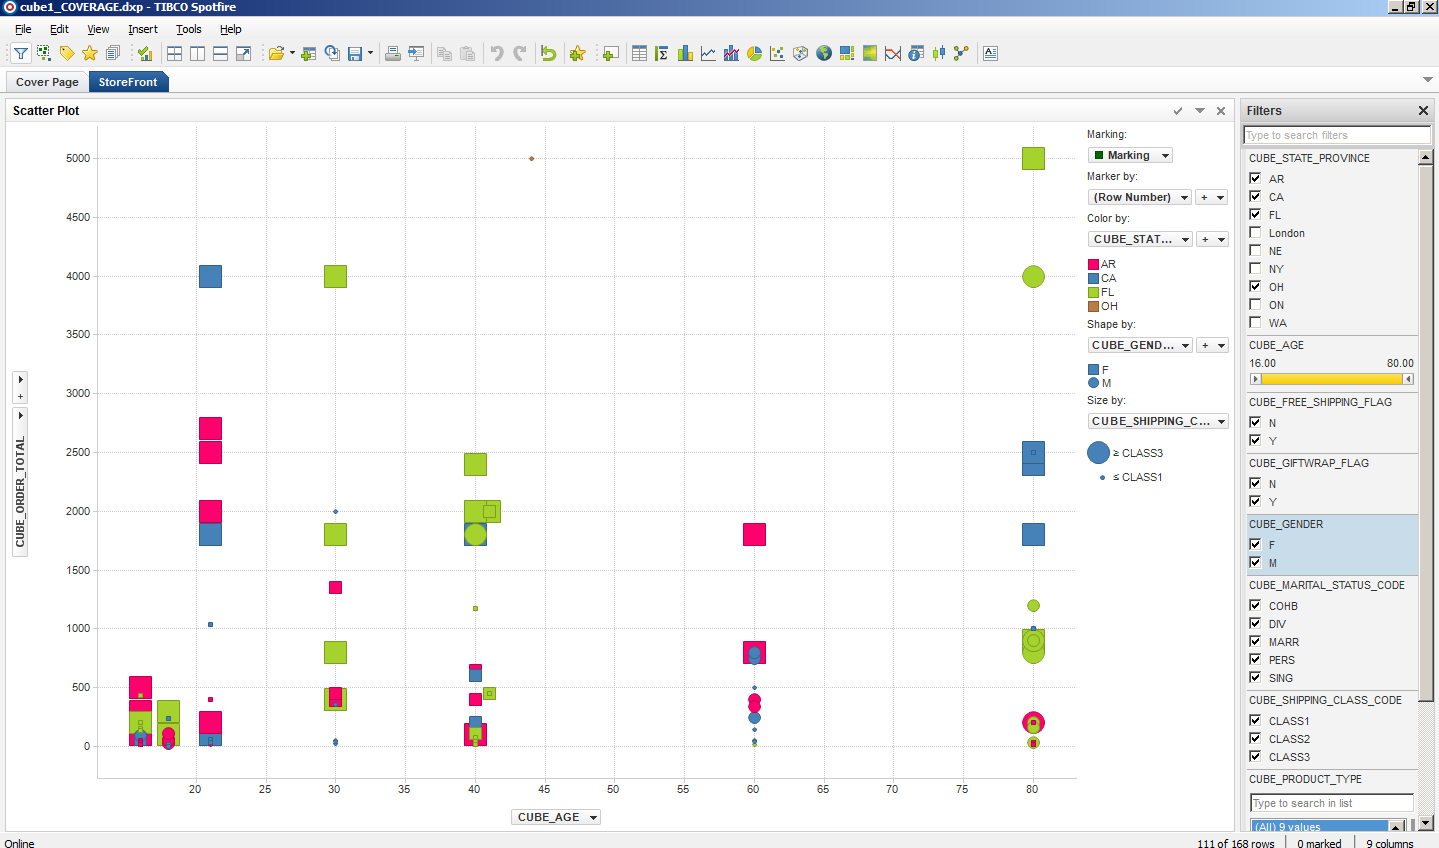 cube1_COVERAGE.dxp - TIBCO Spotfire
File Edit View Insert Tools Help
Cover Page StoreFront
Scatter Plot
5000
4500
4000
3500
3000
2500
2000
1500
1000
500
0
20 25 30 35 40 45 50 55 60 65 70 75 80
CUBE_ORDER_TOTAL
+
CUBE_AGE
Marking:
Marking
Marker by:
(Row Number) +
Color by:
CUBE_STAT... +
AR
CA
FL
OH
Shape by:
CUBE_GEND... +
F
M
Size by:
CUBE_SHIPPING_C...
≥ CLASS3
≤ CLASS1
Filters
Type to search filters
CUBE_STATE_PROVINCE
AR
CA
FL
London
NE
NY
OH
ON
WA
CUBE_AGE
16.00 80.00
CUBE_FREE_SHIPPING_FLAG
N
Y
CUBE_GIFTWRAP_FLAG
N
Y
CUBE_GENDER
F
M
CUBE_MARITAL_STATUS_CODE
COHB
DIV
MARR
PERS
SING
CUBE_SHIPPING_CLASS_CODE
CLASS1
CLASS2
CLASS3
CUBE_PRODUCT_TYPE
Type to search in list
(All) 9 values
Online
111 of 168 rows 0 marked 9 columns